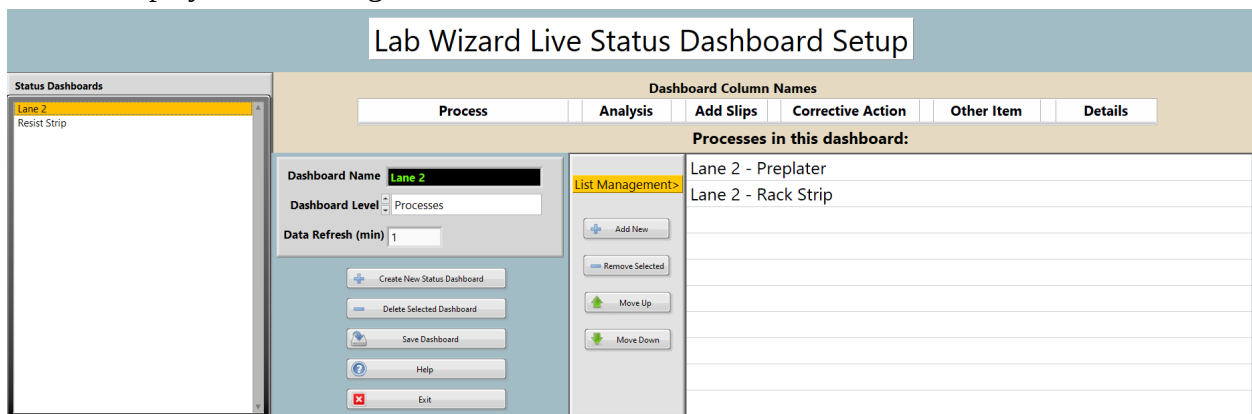 Lab Wizard Live Status Dashboard Setup
Status Dashboards
Lane 2
Resist Strip
Dashboard Column Names
Process Analysis Add Slips Corrective Action Other Item Details
Processes in this dashboard:
Dashboard Name Lane 2
Dashboard Level Processes
Data Refresh (min) 1
Create New Status Dashboard
Delete Selected Dashboard
Save Dashboard
Help
Exit
List Management>
Add New
Remove Selected
Move Up
Move Down
Lane 2 - Preplater
Lane 2 - Rack Strip